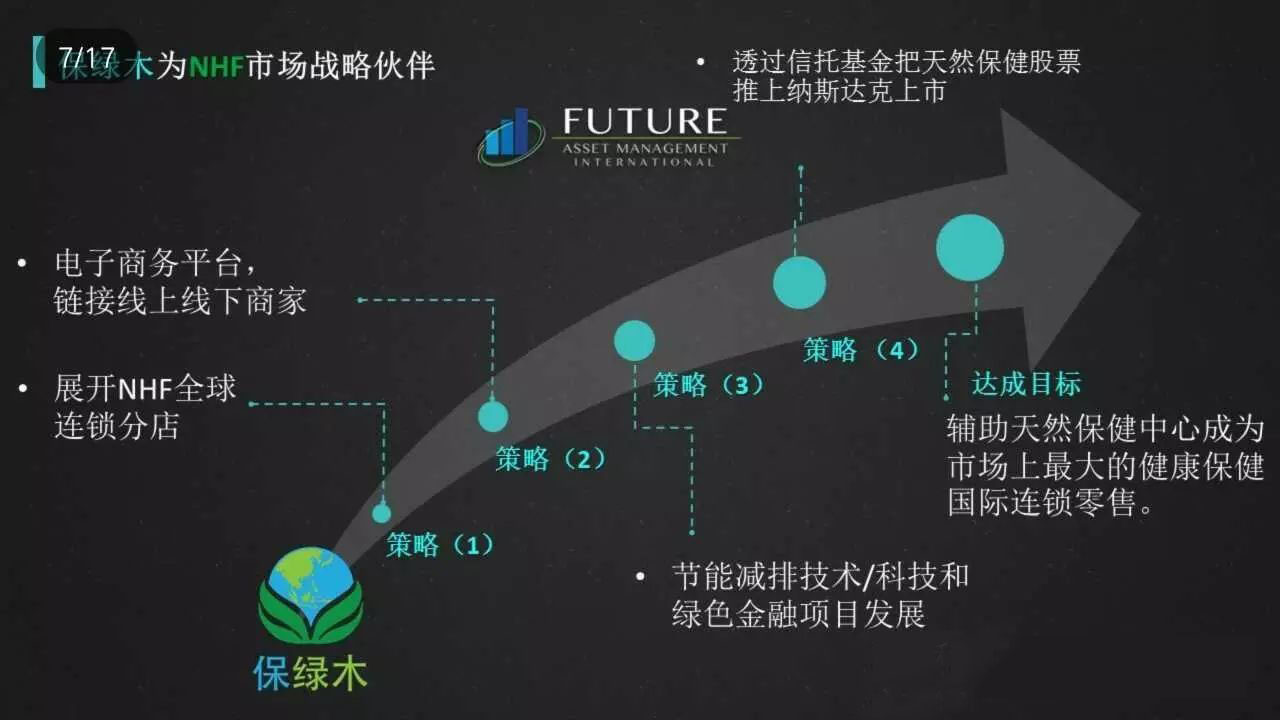 7/17
保绿木为NHF市场战略伙伴
• 透过信托基金把天然保健股票
推上纳斯达克上市
FUTURE
ASSET MANAGEMENT
INTERNATIONAL
• 电子商务平台，
链接线上线下商家
• 展开NHF全球
连锁分店
策略（4）
策略（3）
达成目标
辅助天然保健中心成为
市场上最大的健康保健
国际连锁零售。
策略（2）
策略（1）
• 节能减排技术/科技和
绿色金融项目发展
保绿木